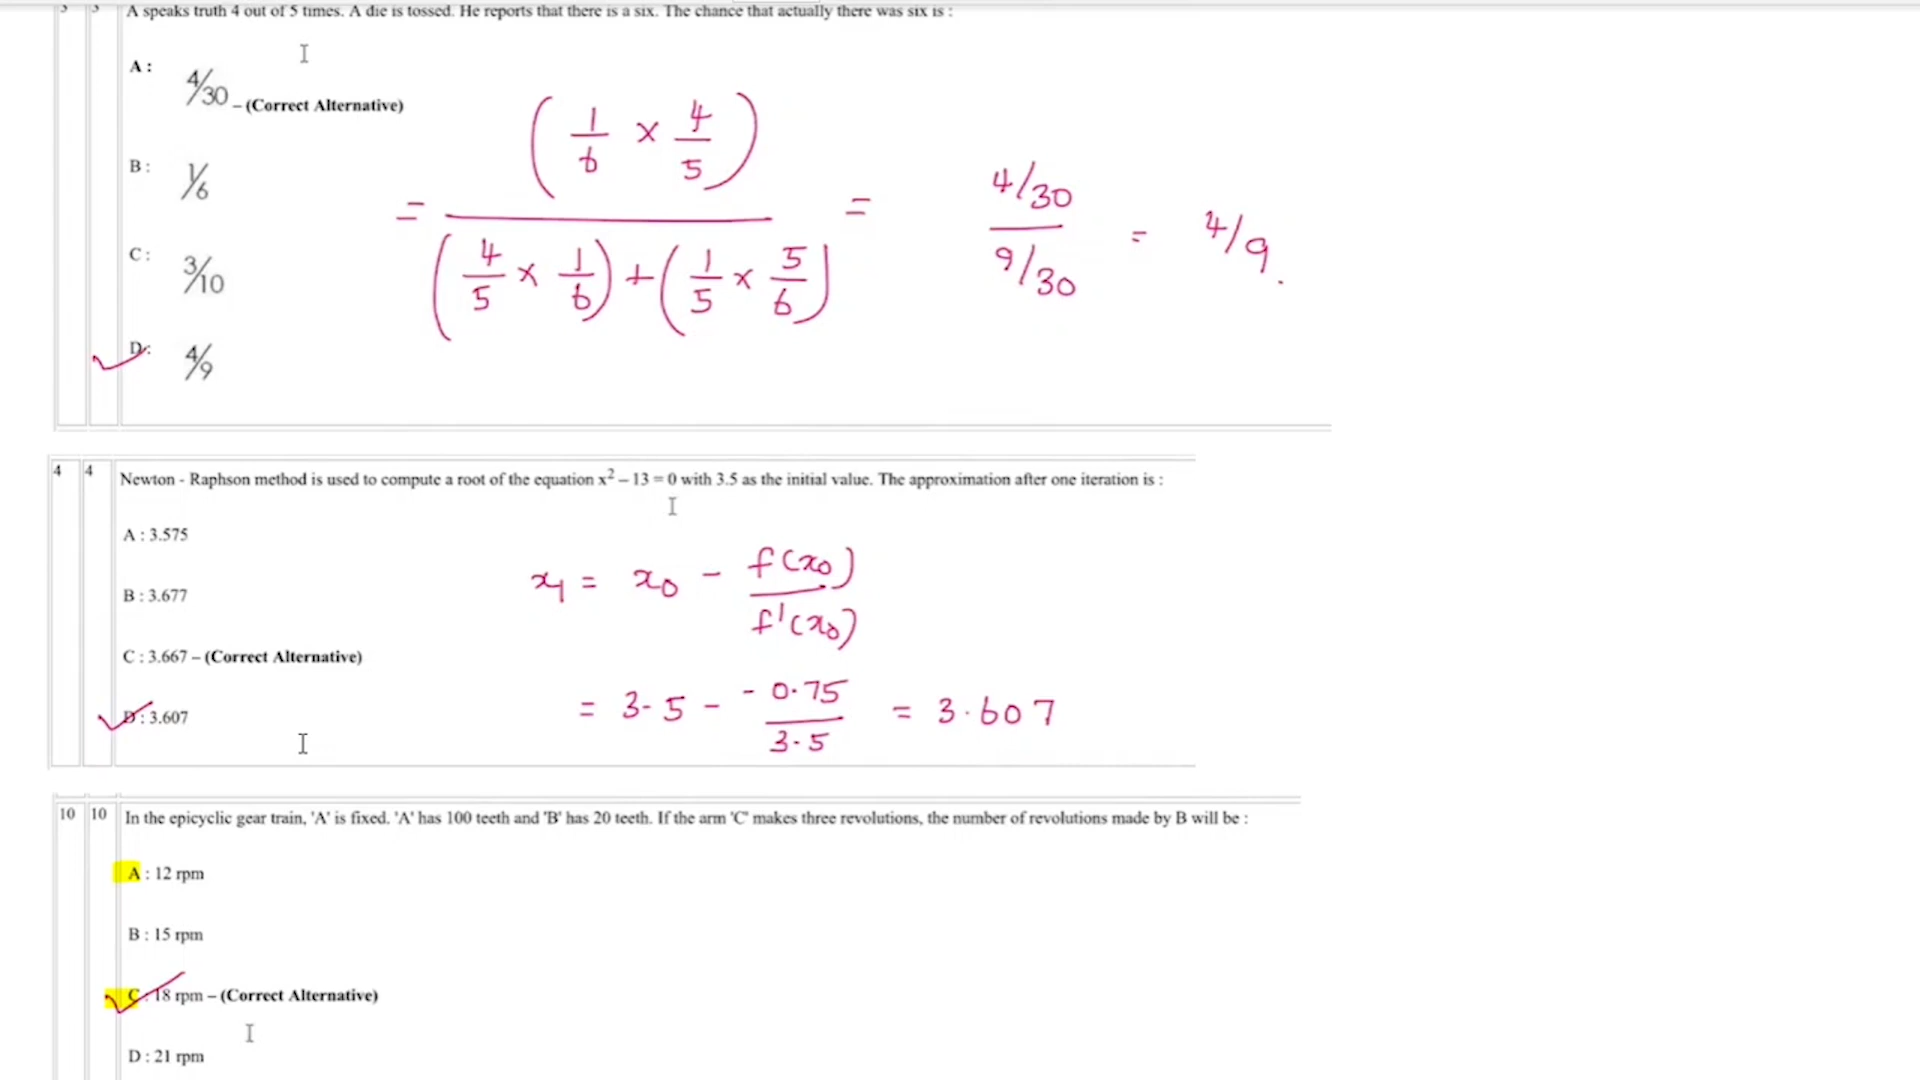 3 3 A speaks truth 4 out of 5 times. A die is tossed. He reports that there is a six. The chance that actually there was six is :
A :
4/30 – (Correct Alternative)
B : 1/6
C : 3/10
D : 4/9
= (1/6 × 4/5) / (4/5 × 1/6) + (1/5 × 5/6) = 4/30 / 9/30 = 4/9.
4 4 Newton - Raphson method is used to compute a root of the equation x² – 13 = 0 with 3.5 as the initial value. The approximation after one iteration is :
A : 3.575
B : 3.677
C : 3.667 – (Correct Alternative)
D : 3.607
x₁ = x₀ - f(x₀) / f'(x₀)
= 3.5 - -0.75 / 3.5 = 3.607
10 10 In the epicyclic gear train, 'A' is fixed. 'A' has 100 teeth and 'B' has 20 teeth. If the arm 'C' makes three revolutions, the number of revolutions made by B will be :
A : 12 rpm
B : 15 rpm
C : 18 rpm – (Correct Alternative)
D : 21 rpm